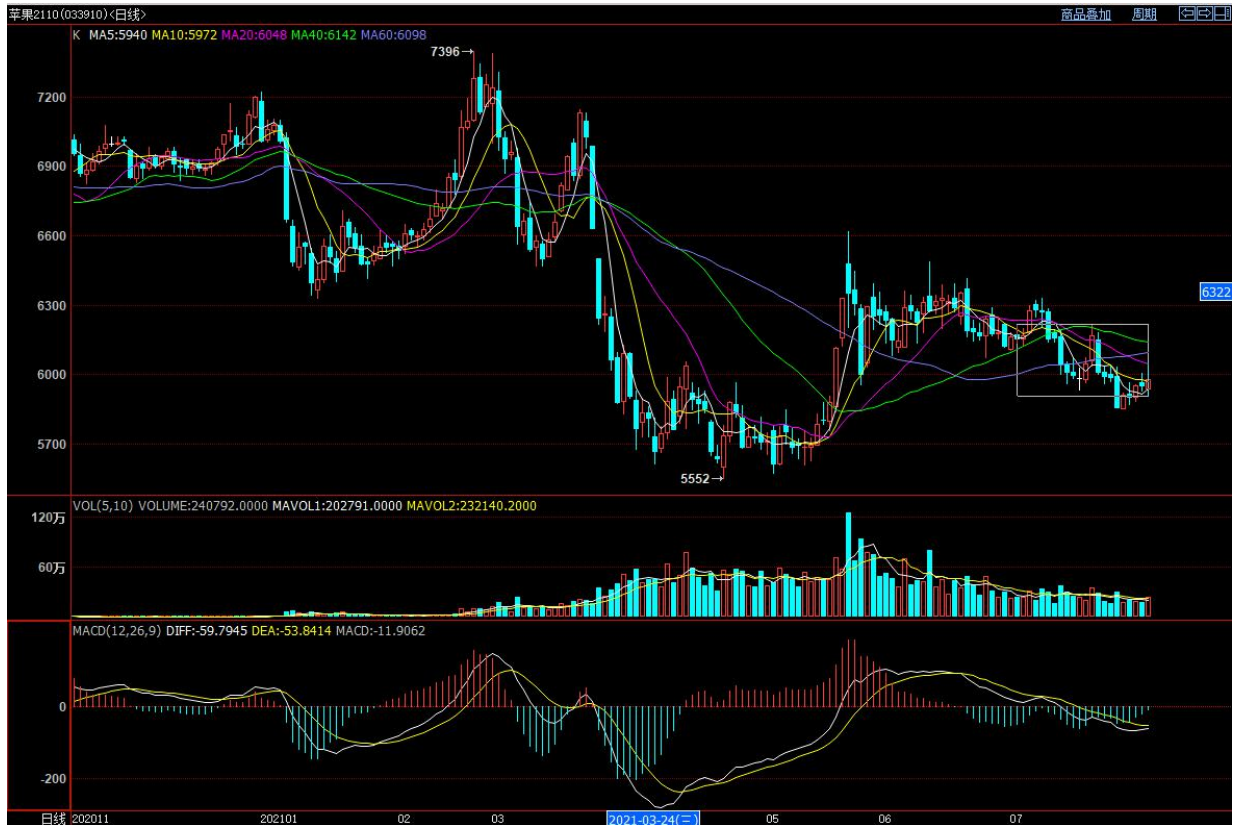 苹果2110(033910)<日线> 商品叠加 周期
K MA5:5940 MA10:5972 MA20:6048 MA40:6142 MA60:6098
7396→
7200
6900
6600
6300
6322
6000
5700
5552→
VOL(5,10) VOLUME:240792.0000 MAVOL1:202791.0000 MAVOL2:232140.2000
120万
60万
MACD(12,26,9) DIFF:-59.7945 DEA:-53.8414 MACD:-11.9062
0
-200
日线 202011 202101 02 03 2021-03-24(三) 05 06 07